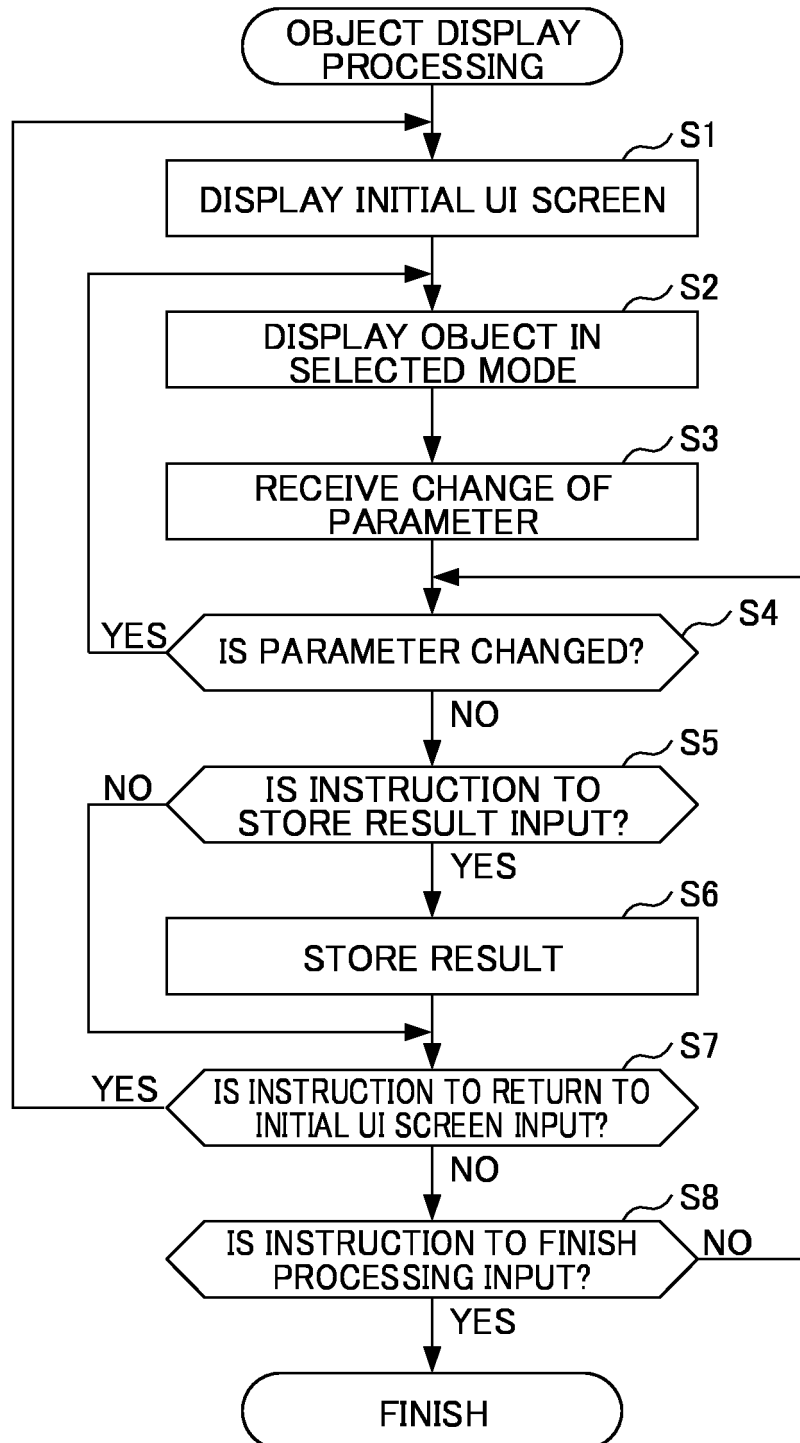 OBJECT DISPLAY
PROCESSING
S1
DISPLAY INITIAL UI SCREEN
S2
DISPLAY OBJECT IN
SELECTED MODE
S3
RECEIVE CHANGE OF
PARAMETER
S4
YES
IS PARAMETER CHANGED?
NO
S5
NO
IS INSTRUCTION TO
STORE RESULT INPUT?
YES
S6
STORE RESULT
S7
YES
IS INSTRUCTION TO RETURN TO
INITIAL UI SCREEN INPUT?
NO
S8
IS INSTRUCTION TO FINISH
PROCESSING INPUT?
NO
YES
FINISH